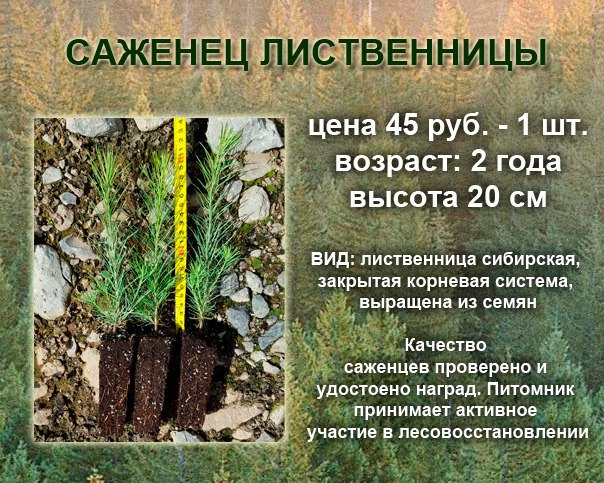 САЖЕНЕЦ ЛИСТВЕННИЦЫ
цена 45 руб. - 1 шт.
возраст: 2 года
высота 20 см
ВИД: лиственница сибирская,
закрытая корневая система,
выращена из семян
Качество
саженцев проверено и
удостоено наград. Питомник
принимает активное
участие в лесовосстановлении